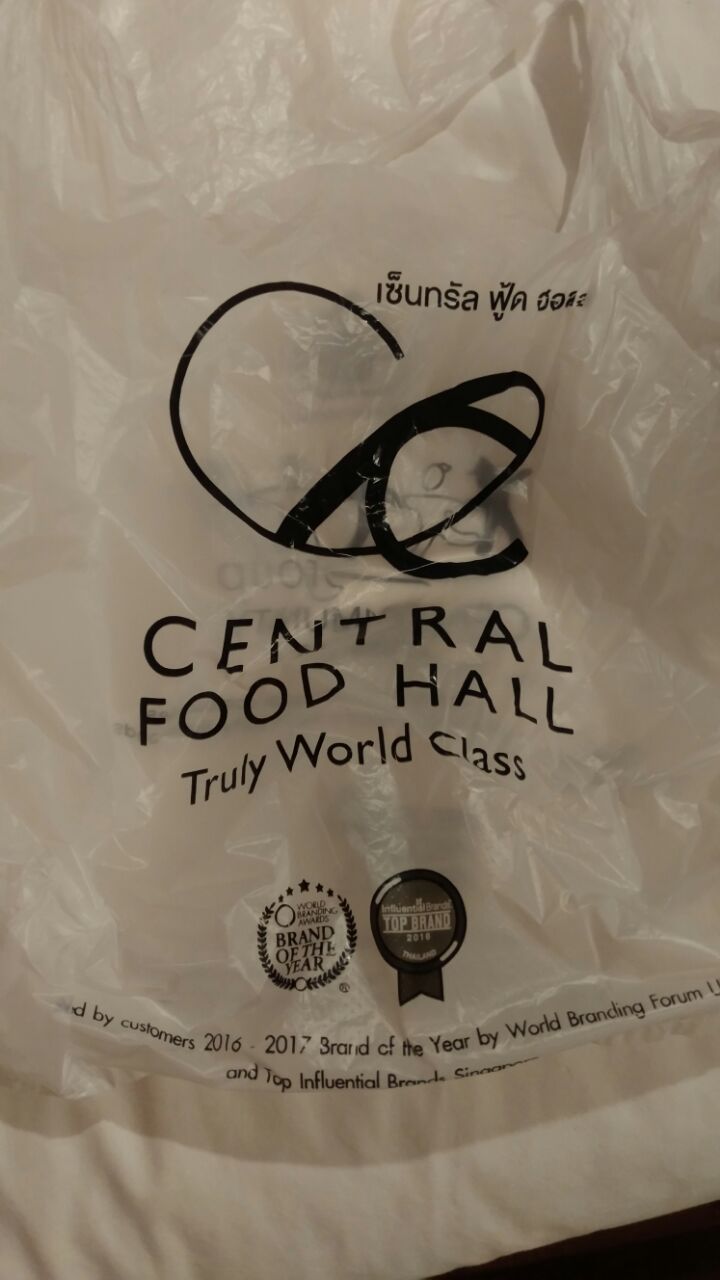 เซ็นทรัล ฟู้ด ฮอลล์
CENTRAL
FOOD HALL
Truly World Class
WORLD
BRANDING
AWARDS
BRAND
OF THE
YEAR
®
Influential Brands
TOP BRAND
2016
THAILAND
by customers 2016 - 2017 Brand of the Year by World Branding Forum
and Top Influential Brands